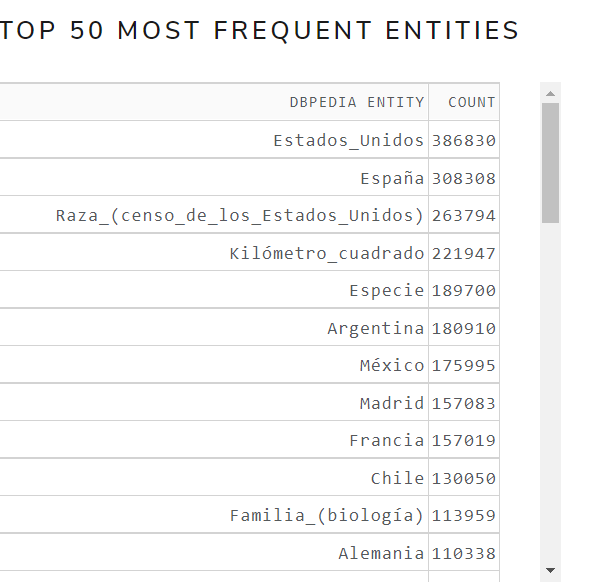 TOP 50 MOST FREQUENT ENTITIES
DBPEDIA ENTITY COUNT
Estados_Unidos 386830
España 308308
Raza_(censo_de_los_Estados_Unidos) 263794
Kilómetro_cuadrado 221947
Especie 189700
Argentina 180910
México 175995
Madrid 157083
Francia 157019
Chile 130050
Familia_(biología) 113959
Alemania 110338